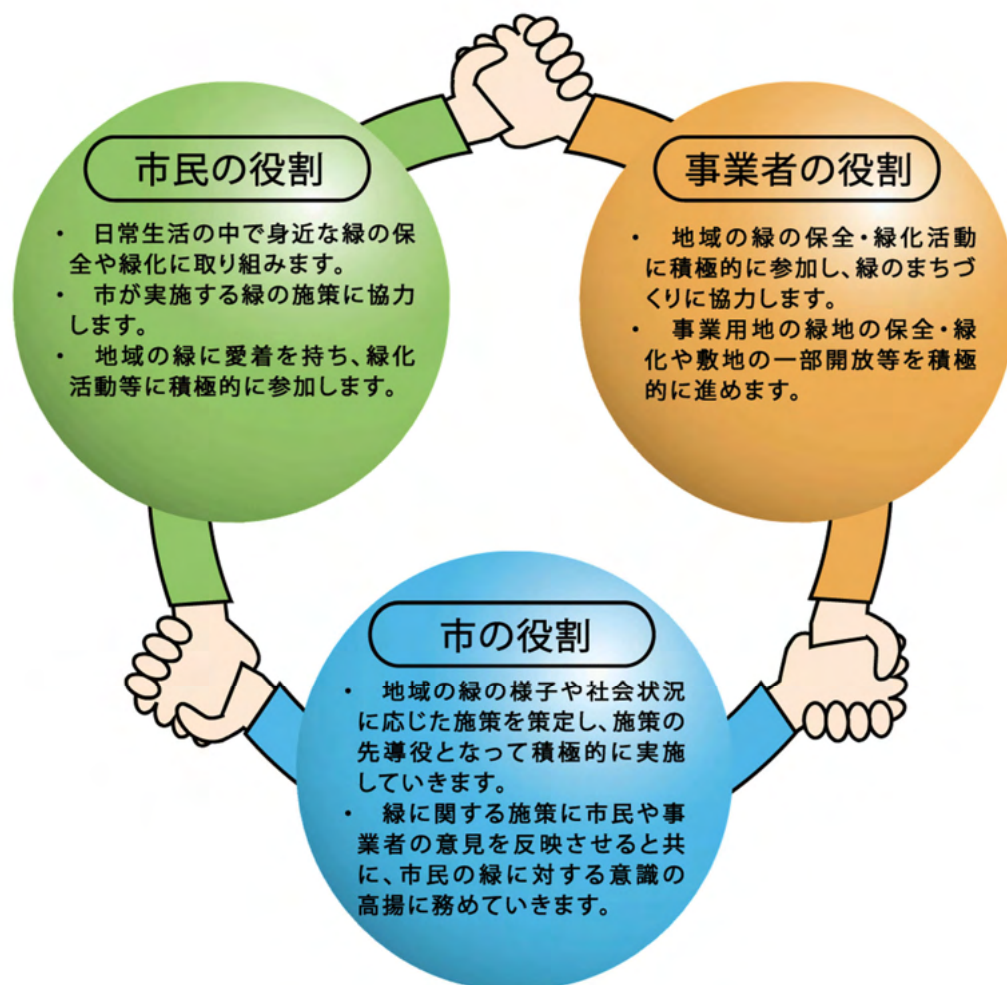 市民の役割
・ 日常生活の中で身近な緑の保
全や緑化に取り組みます。
・ 市が実施する緑の施策に協力
します。
・ 地域の緑に愛着を持ち、緑化
活動等に積極的に参加します。
事業者の役割
・ 地域の緑の保全・緑化活動
に積極的に参加し、緑のまちづ
くりに協力します。
・ 事業用地の緑地の保全・緑
化や敷地の一部開放等を積極
的に進めます。
市の役割
・ 地域の緑の様子や社会状況
に応じた施策を策定し、施策の
先導役となって積極的に実施
していきます。
・ 緑に関する施策に市民や事
業者の意見を反映させると共
に、市民の緑に対する意識の
高揚に務めていきます。